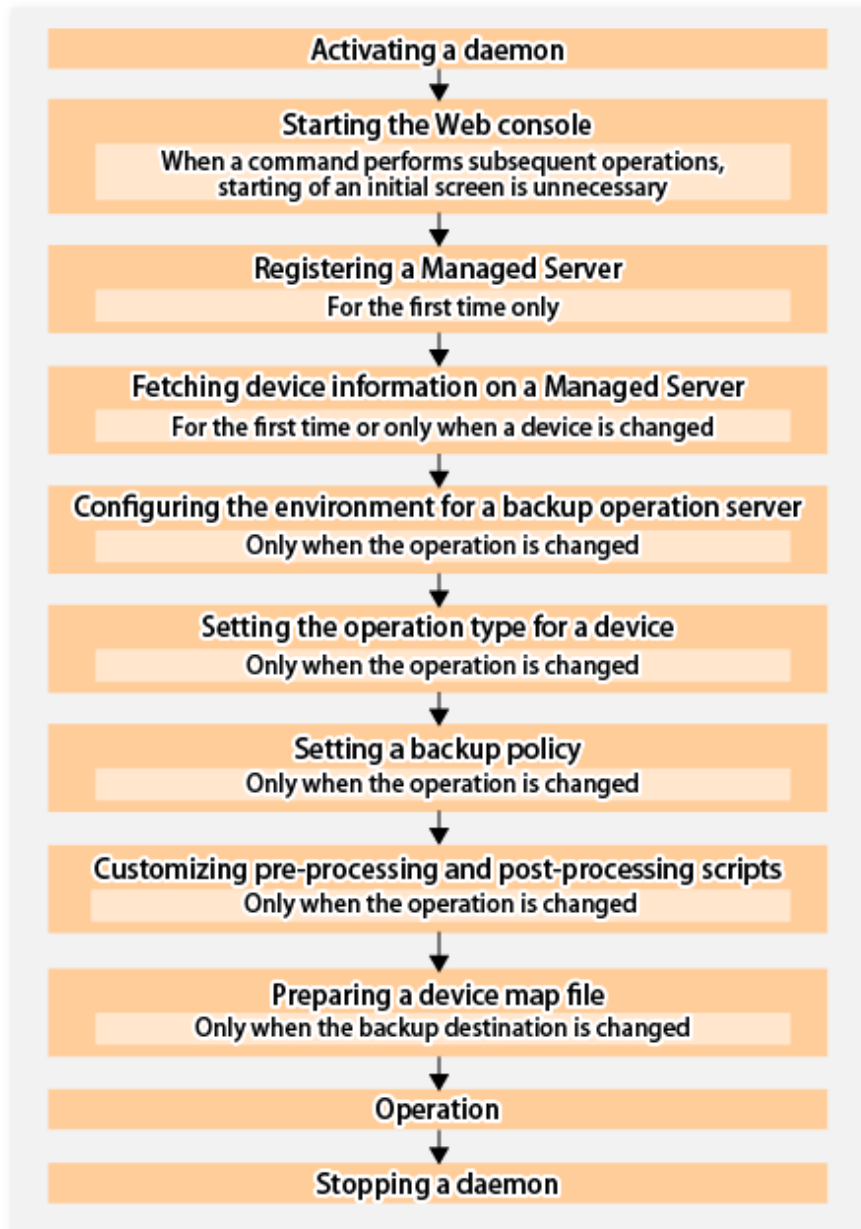 Activating a daemon
Starting the Web console
When a command performs subsequent operations,
starting of an initial screen is unnecessary
Registering a Managed Server
For the first time only
Fetching device information on a Managed Server
For the first time or only when a device is changed
Configuring the environment for a backup operation server
Only when the operation is changed
Setting the operation type for a device
Only when the operation is changed
Setting a backup policy
Only when the operation is changed
Customizing pre-processing and post-processing scripts
Only when the operation is changed
Preparing a device map file
Only when the backup destination is changed
Operation
Stopping a daemon